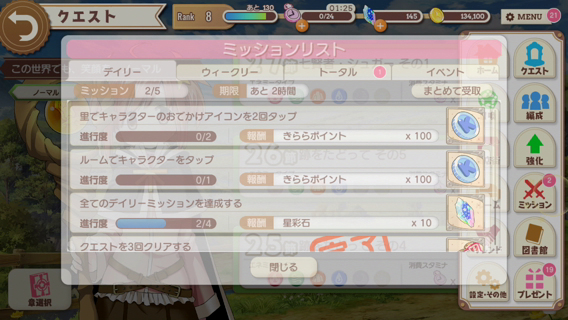 クエスト
Rank 8
あと 130
0/24
01:25
145
134,100
MENU 21
ミッションリスト
デイリー
ウィークリー
トータル
イベント
ミッション 2/5
期限 あと 2時間
まとめて受取
里でキャラクターのおでかけアイコンを2回タップ
進行度 0/2 報酬 きららポイント x 100
ルームでキャラクターをタップ
進行度 0/1 報酬 きららポイント x 100
全てのデイリーミッションを達成する
進行度 2/4 報酬 星彩石 x 10
クエストを3回クリアする
閉じる
章選択
ホーム
クエスト
編成
強化
ミッション 2
図書館
設定・その他
プレゼント 19